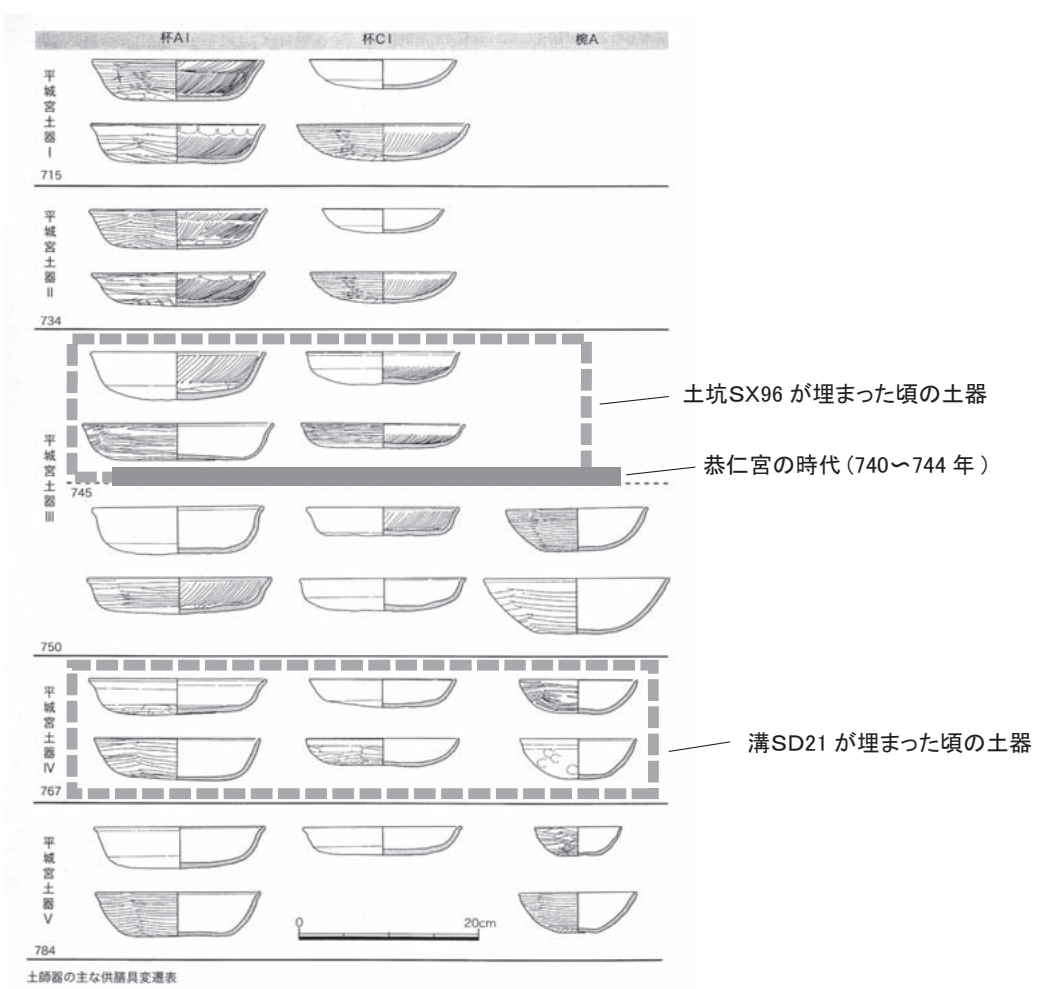 杯AI 杯CI 椀A
平城宮土器I
715
平城宮土器II
734
土坑SX96 が埋まった頃の土器
恭仁宮の時代(740〜744 年 )
平城宮土器III
745
750
平城宮土器IV
溝SD21 が埋まった頃の土器
767
平城宮土器V
0 20cm
784
土師器の主な供膳具変遷表